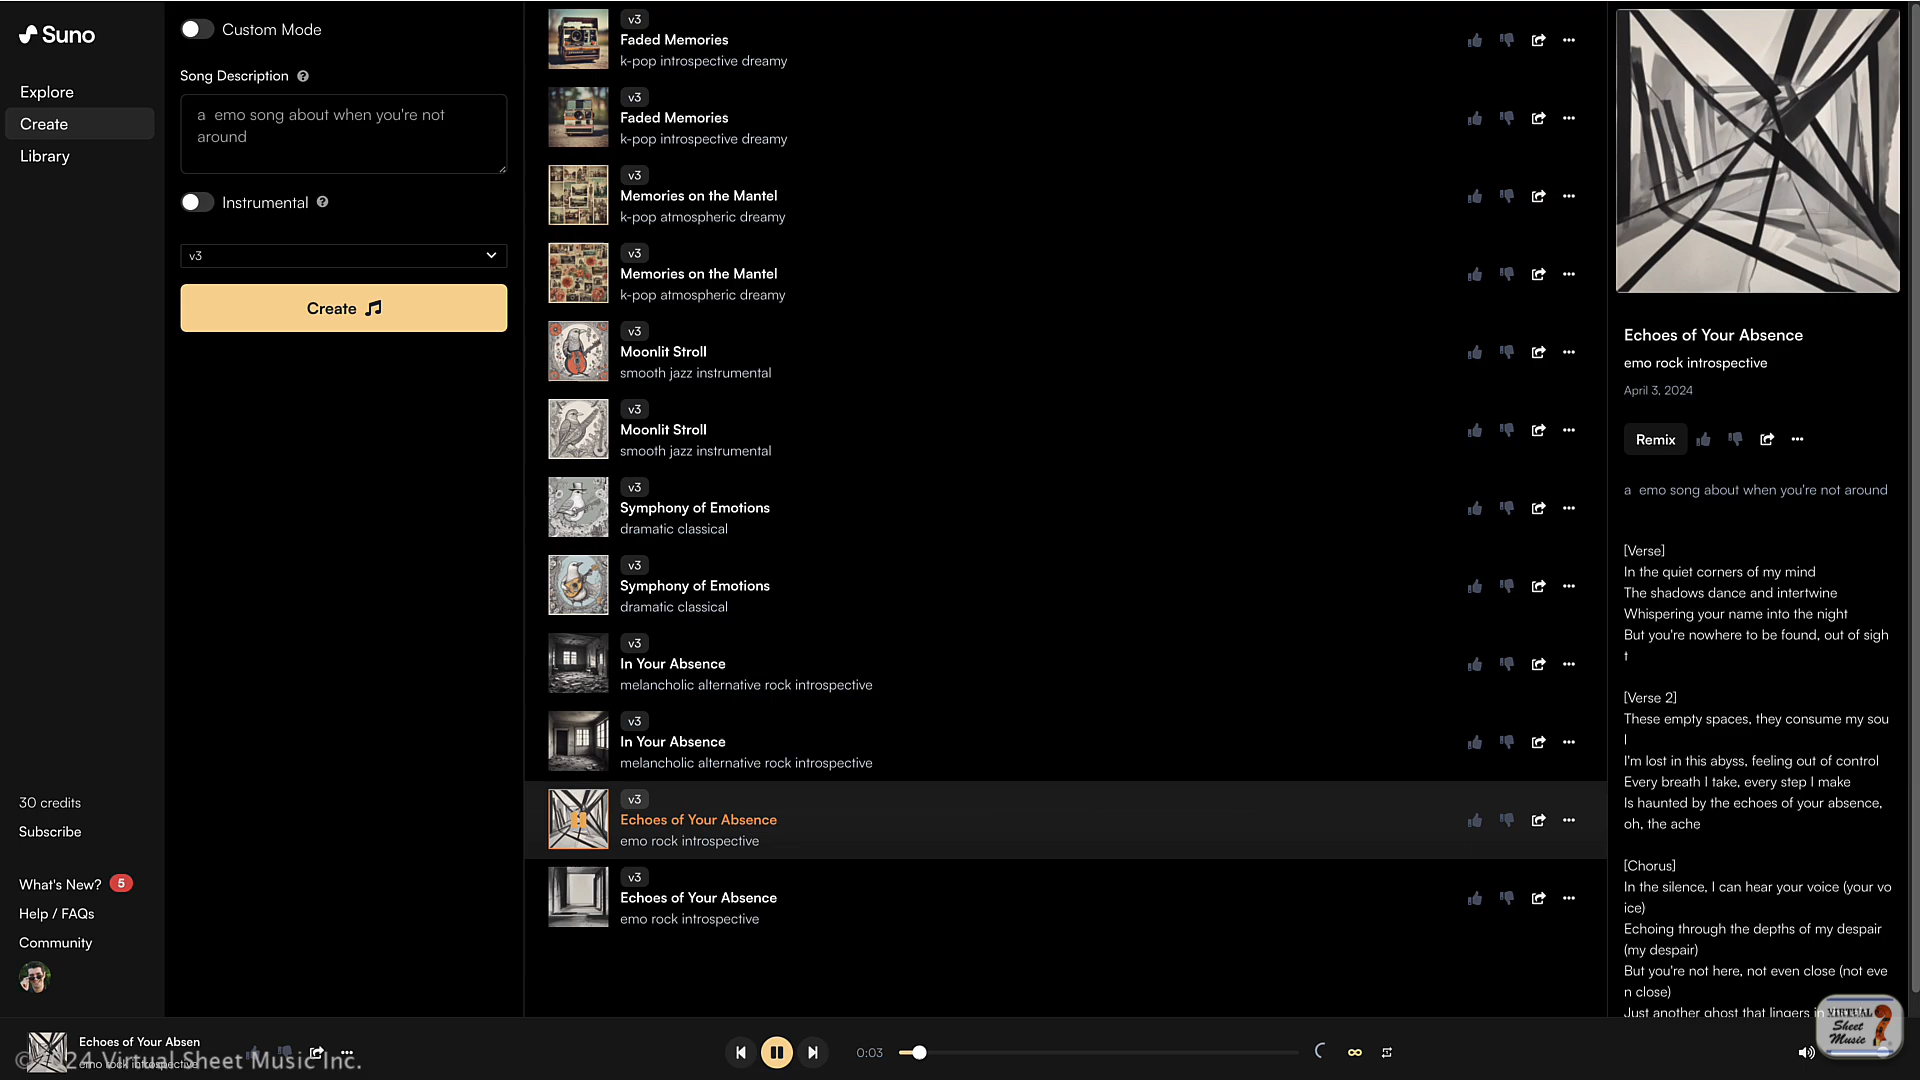 Suno
Explore
Create
Library
30 credits
Subscribe
What's New? 5
Help / FAQs
Community
Custom Mode
Song Description
a  emo song about when you're not
around
Instrumental
v3
Create
v3
Faded Memories
k-pop introspective dreamy
v3
Faded Memories
k-pop introspective dreamy
v3
Memories on the Mantel
k-pop atmospheric dreamy
v3
Memories on the Mantel
k-pop atmospheric dreamy
v3
Moonlit Stroll
smooth jazz instrumental
v3
Moonlit Stroll
smooth jazz instrumental
v3
Symphony of Emotions
dramatic classical
v3
Symphony of Emotions
dramatic classical
v3
In Your Absence
melancholic alternative rock introspective
v3
In Your Absence
melancholic alternative rock introspective
v3
Echoes of Your Absence
emo rock introspective
v3
Echoes of Your Absence
emo rock introspective
Echoes of Your Absence
emo rock introspective
April 3, 2024
Remix
a  emo song about when you're not around
[Verse]
In the quiet corners of my mind
The shadows dance and intertwine
Whispering your name into the night
But you're nowhere to be found, out of sigh
t
[Verse 2]
These empty spaces, they consume my sou
l
I'm lost in this abyss, feeling out of control
Every breath I take, every step I make
Is haunted by the echoes of your absence,
oh, the ache
[Chorus]
In the silence, I can hear your voice (your vo
ice)
Echoing through the depths of my despair
(my despair)
But you're not here, not even close (not eve
n close)
Just another ghost that lingers in
Echoes of Your Absen
emo rock introspective
0:03
24 Virtual Sheet Music Inc.
VIRTUAL
Sheet
Music